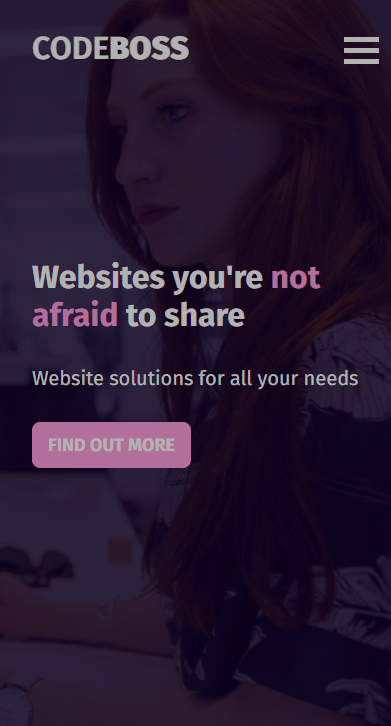 CODEBOSS
Websites you're not
afraid to share
Website solutions for all your needs
FIND OUT MORE